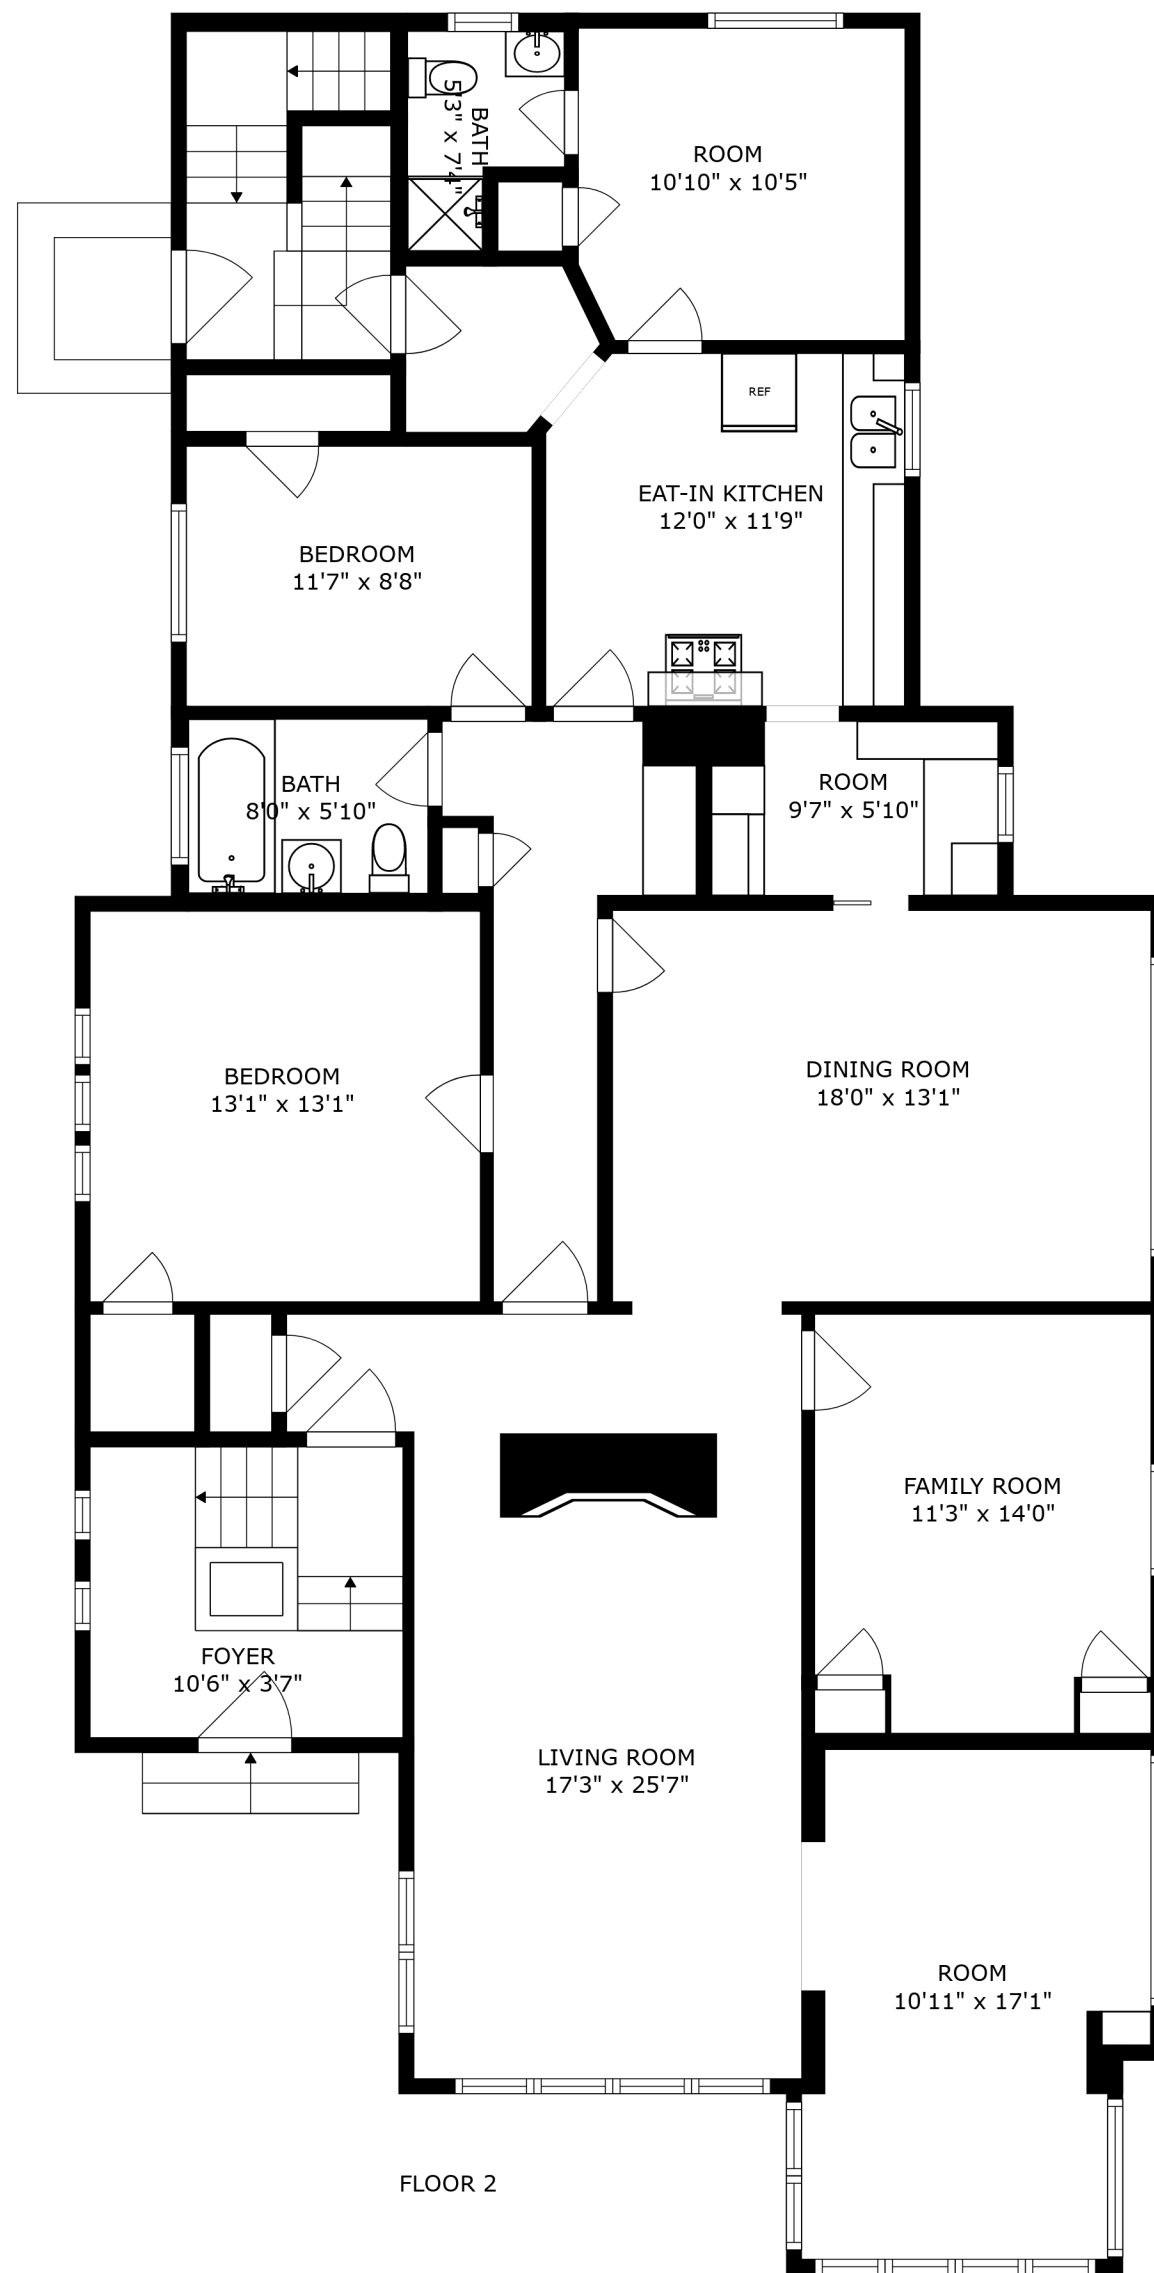 BATH
5'3" x 7'4"
ROOM
10'10" x 10'5"
REF
EAT-IN KITCHEN
12'0" x 11'9"
BEDROOM
11'7" x 8'8"
BATH
8'0" x 5'10"
ROOM
9'7" x 5'10"
BEDROOM
13'1" x 13'1"
DINING ROOM
18'0" x 13'1"
FAMILY ROOM
11'3" x 14'0"
FOYER
10'6" x 3'7"
LIVING ROOM
17'3" x 25'7"
ROOM
10'11" x 17'1"
FLOOR 2